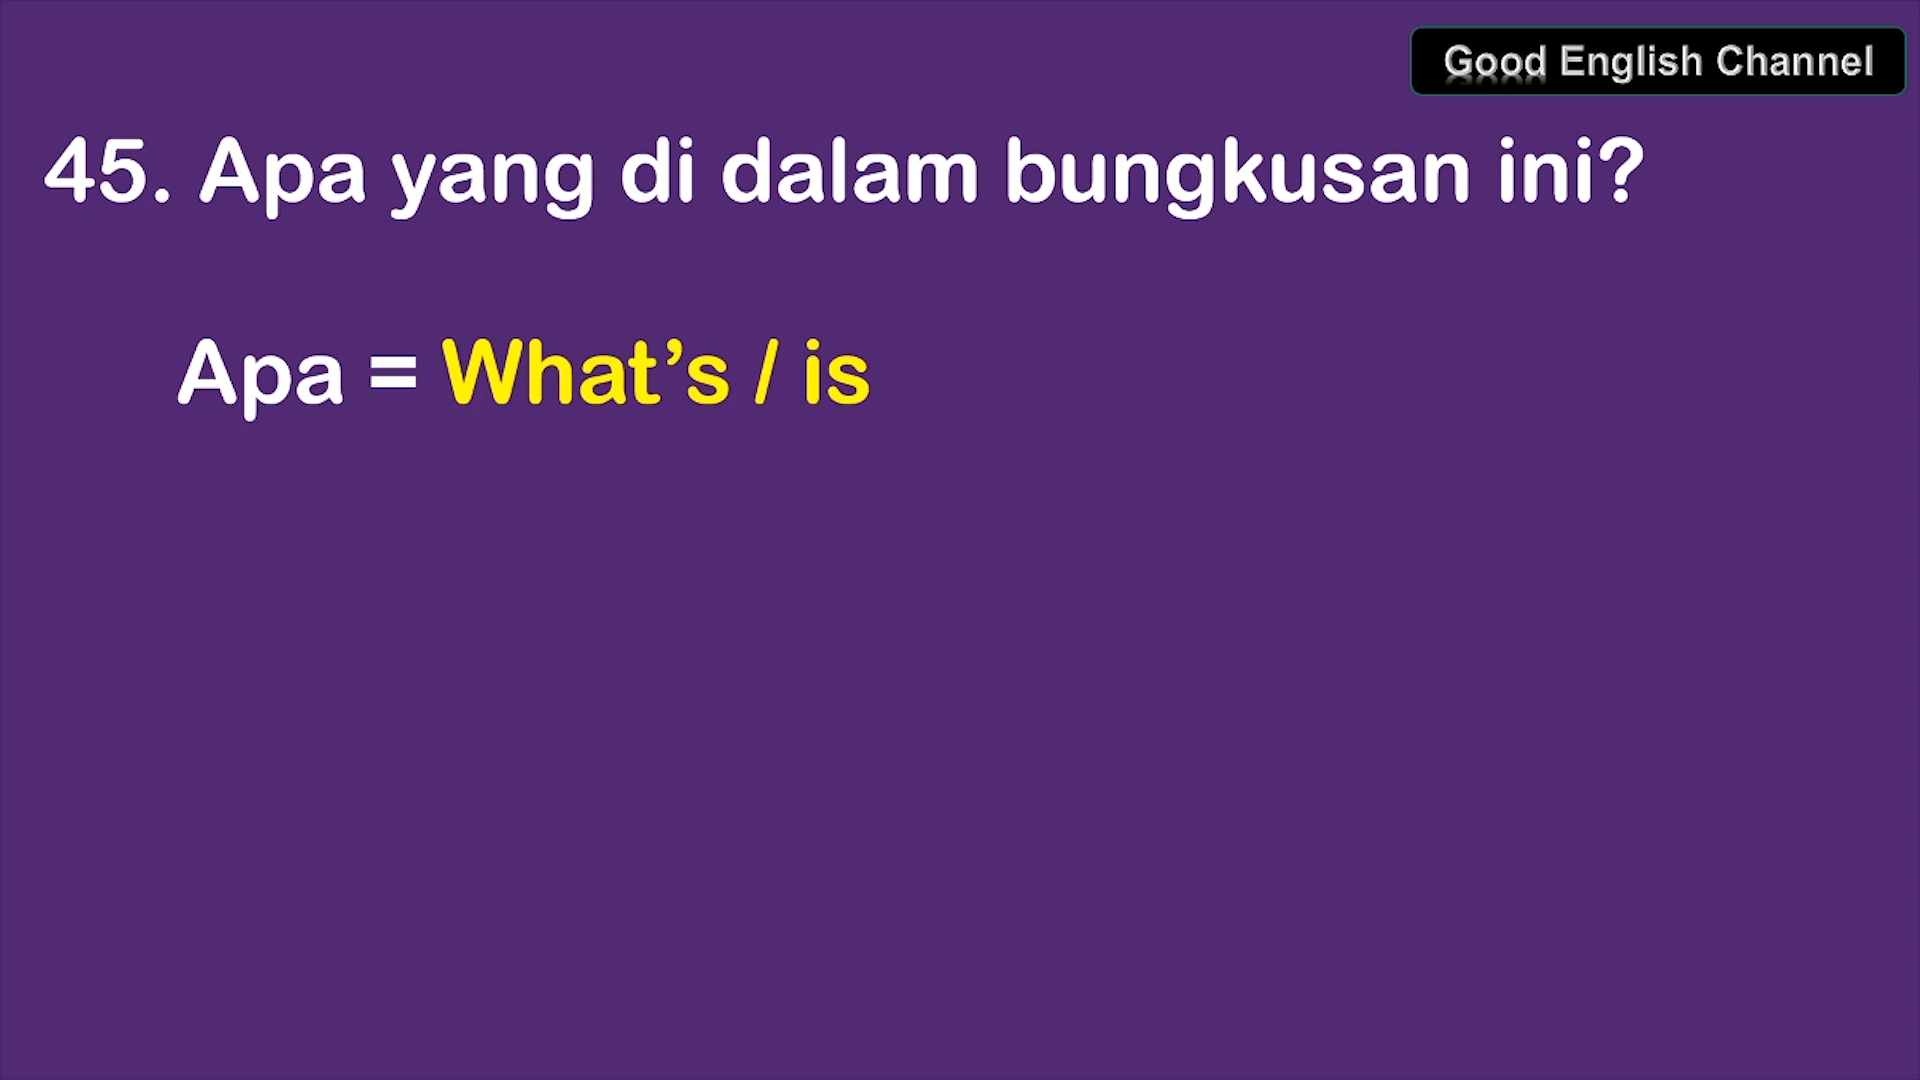 Good English Channel
45. Apa yang di dalam bungkusan ini?
Apa = What’s / is